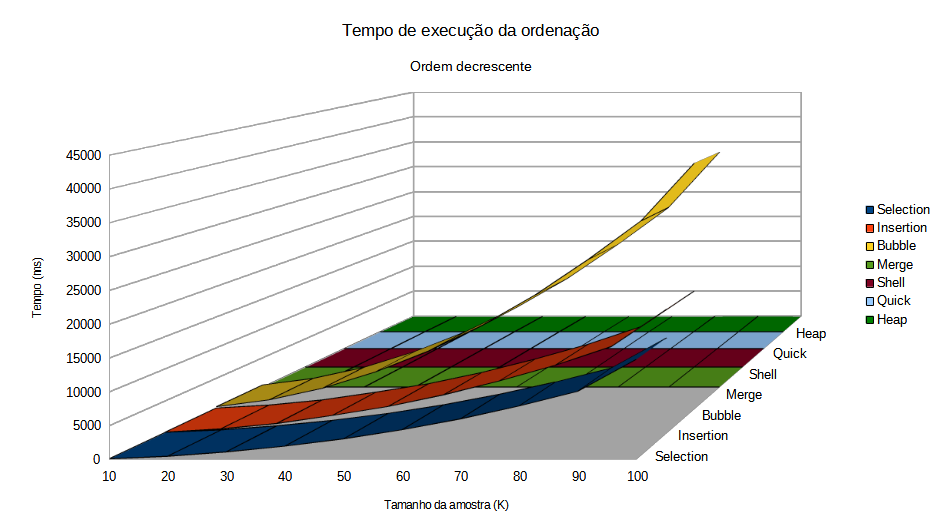 Tempo de execução da ordenação
Ordem decrescente
45000
40000
35000
30000
25000
20000
15000
10000
5000
0
Tempo (ms)
10 20 30 40 50 60 70 80 90 100
Tamanho da amostra (K)
Heap
Quick
Shell
Merge
Bubble
Insertion
Selection
Selection
Insertion
Bubble
Merge
Shell
Quick
Heap